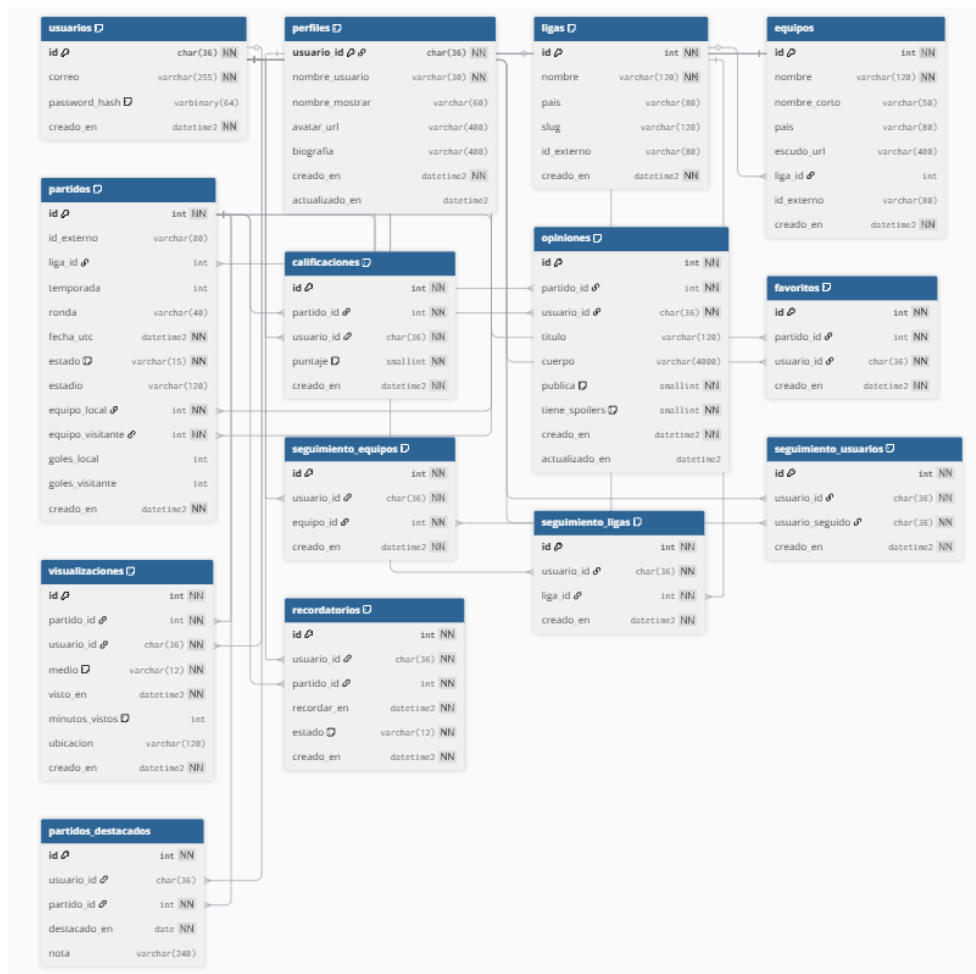 usuarios
id char(36) NN
correo varchar(255) NN
password_hash varbinary(64)
creado_en datetime2 NN
perfiles
usuario_id char(36) NN
nombre_usuario varchar(30) NN
nombre_mostrar varchar(60)
avatar_url varchar(400)
biografia varchar(400)
creado_en datetime2 NN
actualizado_en datetime2
ligas
id int NN
nombre varchar(120) NN
pais varchar(80)
slug varchar(120)
id_externo varchar(80)
creado_en datetime2 NN
equipos
id int NN
nombre varchar(120) NN
nombre_corto varchar(50)
pais varchar(80)
escudo_url varchar(400)
liga_id int
id_externo varchar(80)
creado_en datetime2 NN
partidos
id int NN
id_externo varchar(80)
liga_id int
temporada int
ronda varchar(40)
fecha_utc datetime2 NN
estado varchar(15) NN
estadio varchar(120)
equipo_local int NN
equipo_visitante int NN
goles_local int
goles_visitante int
creado_en datetime2 NN
calificaciones
id int NN
partido_id int NN
usuario_id char(36) NN
puntaje smallint NN
creado_en datetime2 NN
opiniones
id int NN
partido_id int NN
usuario_id char(36) NN
titulo varchar(120)
cuerpo varchar(4000)
publica smallint NN
tiene_spoilers smallint NN
creado_en datetime2 NN
actualizado_en datetime2
favoritos
id int NN
partido_id int NN
usuario_id char(36) NN
creado_en datetime2 NN
seguimiento_equipos
id int NN
usuario_id char(36) NN
equipo_id int NN
creado_en datetime2 NN
seguimiento_usuarios
id int NN
usuario_id char(36) NN
usuario_seguido char(36) NN
creado_en datetime2 NN
seguimiento_ligas
id int NN
usuario_id char(36) NN
liga_id int NN
creado_en datetime2 NN
visualizaciones
id int NN
partido_id int NN
usuario_id char(36) NN
medio varchar(12) NN
visto_en datetime2 NN
minutos_vistos int
ubicacion varchar(120)
creado_en datetime2 NN
recordatorios
id int NN
usuario_id char(36) NN
partido_id int NN
recordar_en datetime2 NN
estado varchar(12) NN
creado_en datetime2 NN
partidos_destacados
id int NN
usuario_id char(36)
partido_id int NN
destacado_en date NN
nota varchar(240)